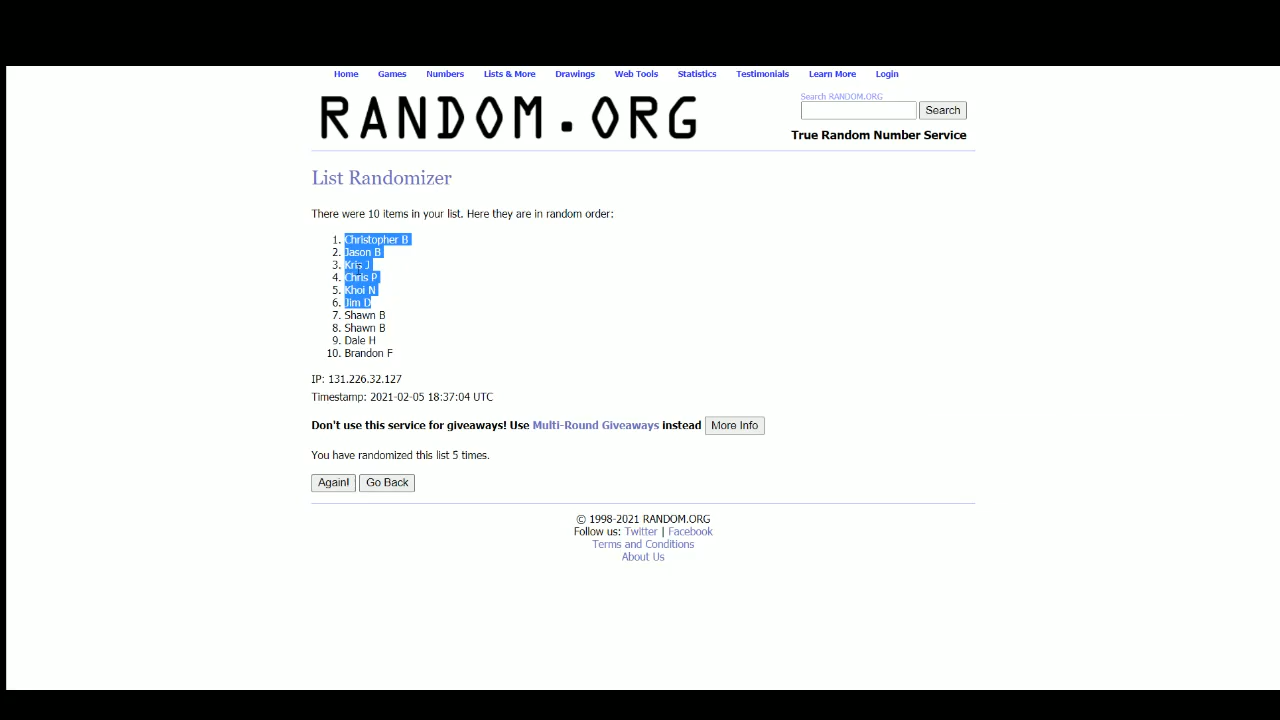 Home Games Numbers Lists & More Drawings Web Tools Statistics Testimonials Learn More Login
RANDOM.ORG
Search RANDOM.ORG
Search
True Random Number Service
List Randomizer
There were 10 items in your list. Here they are in random order:
1. Christopher B
2. Jason B
3. Kris J
4. Chris P
5. Khoi N
6. Jim D
7. Shawn B
8. Shawn B
9. Dale H
10. Brandon F
IP: 131.226.32.127
Timestamp: 2021-02-05 18:37:04 UTC
Don't use this service for giveaways! Use Multi-Round Giveaways instead More Info
You have randomized this list 5 times.
Again! Go Back
© 1998-2021 RANDOM.ORG
Follow us: Twitter | Facebook
Terms and Conditions
About Us